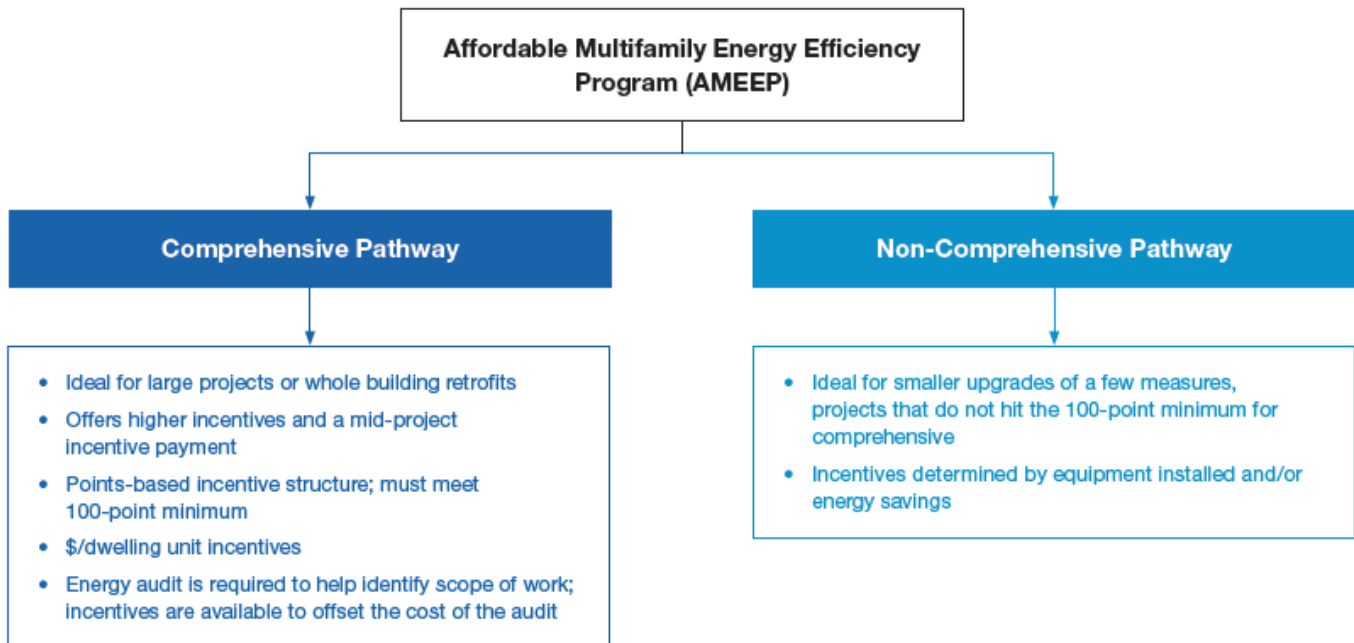 Affordable Multifamily Energy Efficiency
Program (AMEEP)
Comprehensive Pathway
• Ideal for large projects or whole building retrofits
• Offers higher incentives and a mid-project
incentive payment
• Points-based incentive structure; must meet
100-point minimum
• $/dwelling unit incentives
• Energy audit is required to help identify scope of work;
incentives are available to offset the cost of the audit
Non-Comprehensive Pathway
• Ideal for smaller upgrades of a few measures,
projects that do not hit the 100-point minimum for
comprehensive
• Incentives determined by equipment installed and/or
energy savings